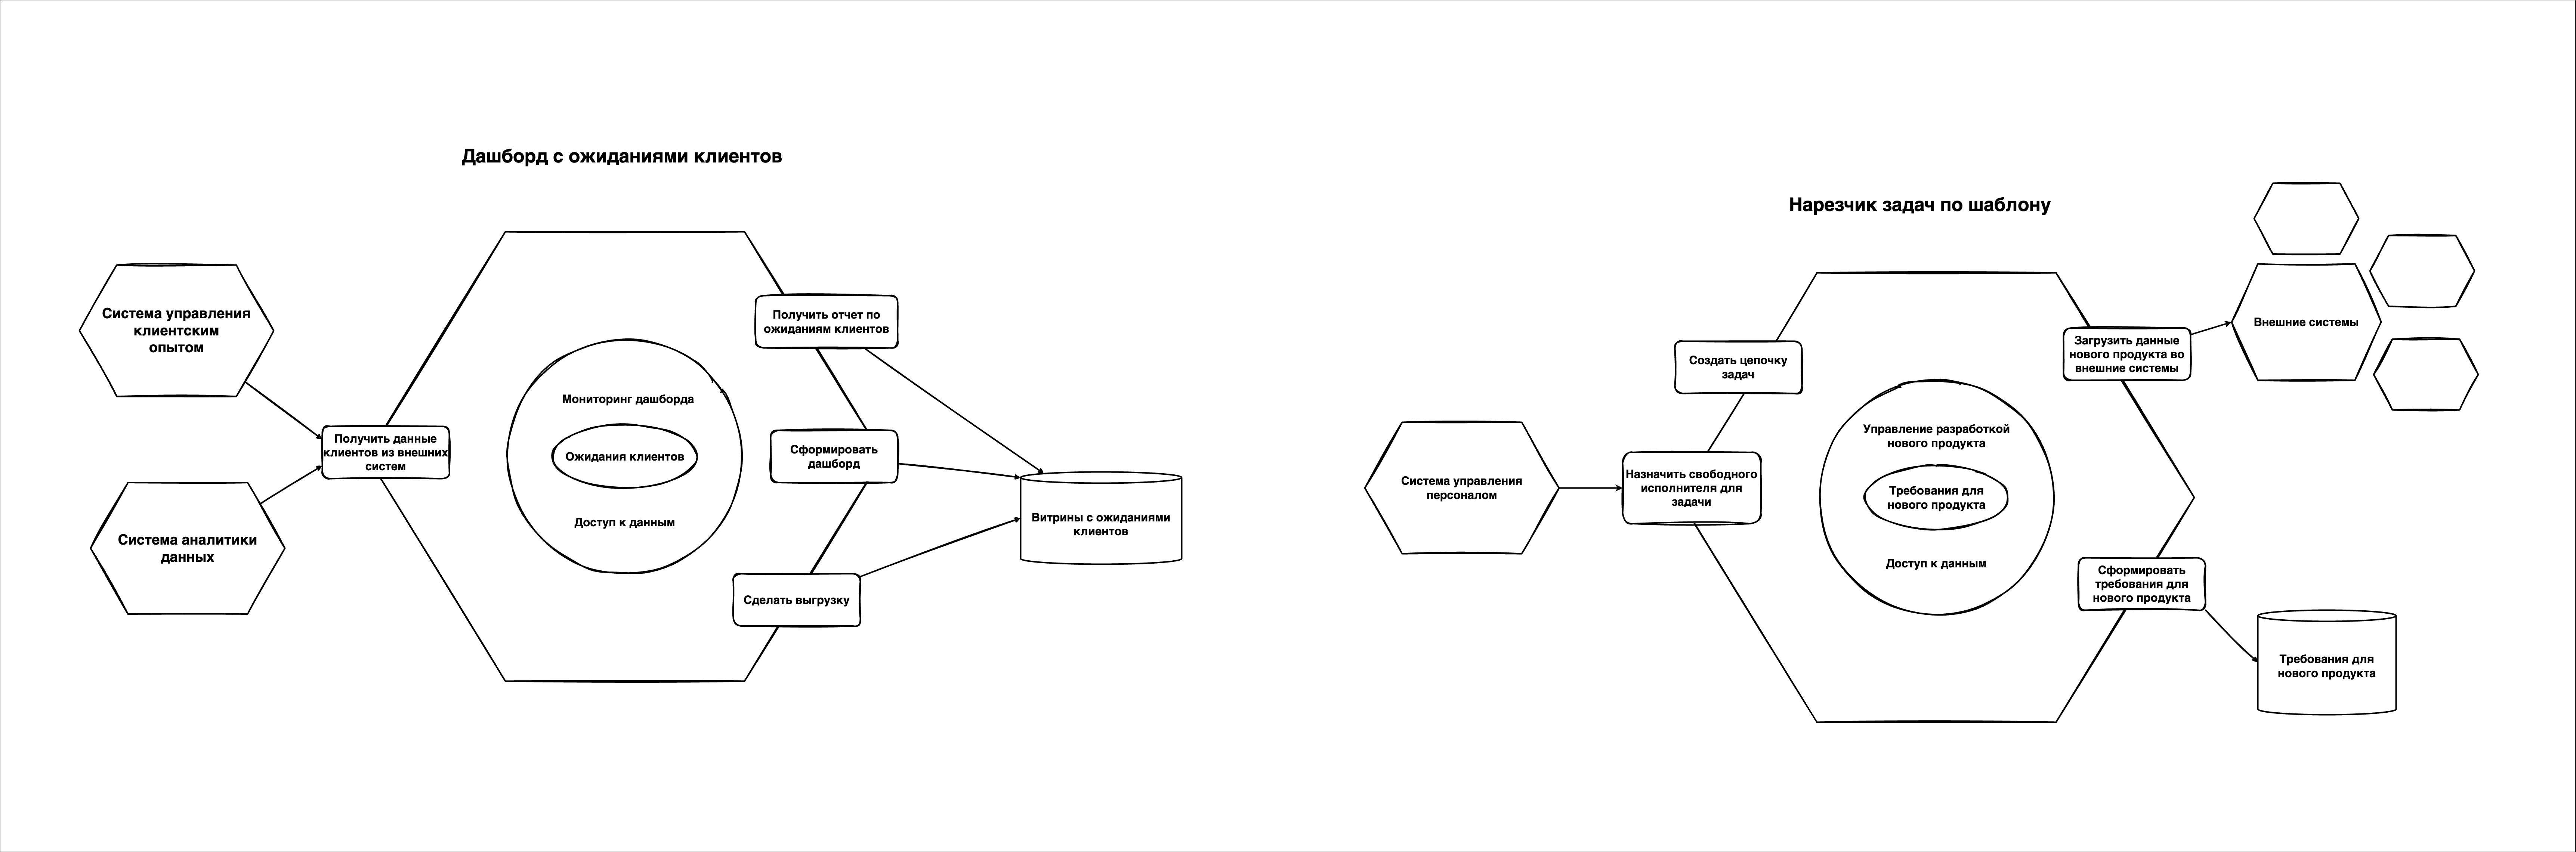 Дашборд с ожиданиями клиентов
Система управления
клиентским
опытом
Система аналитики
данных
Получить данные
клиентов из внешних
систем
Мониторинг дашборда
Ожидания клиентов
Доступ к данным
Получить отчет по
ожиданиям клиентов
Сформировать
дашборд
Сделать выгрузку
Витрины с ожиданиями
клиентов
Нарезчик задач по шаблону
Система управления
персоналом
Создать цепочку
задач
Назначить свободного
исполнителя для
задачи
Управление разработкой
нового продукта
Требования для
нового продукта
Доступ к данным
Загрузить данные
нового продукта во
внешние системы
Внешние системы
Сформировать
требования для
нового продукта
Требования для
нового продукта